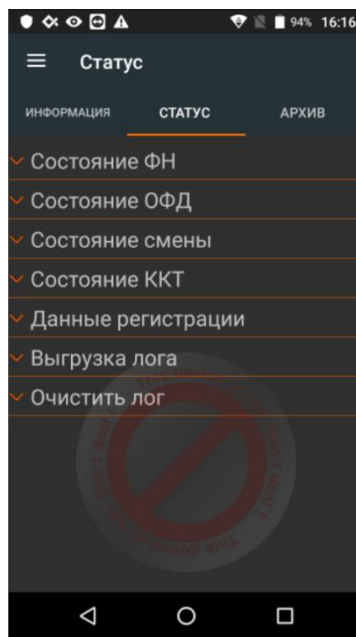 94% 16:16
Статус
ИНФОРМАЦИЯ СТАТУС АРХИВ
Состояние ФН
Состояние ОФД
Состояние смены
Состояние ККТ
Данные регистрации
Выгрузка лога
Очистить лог